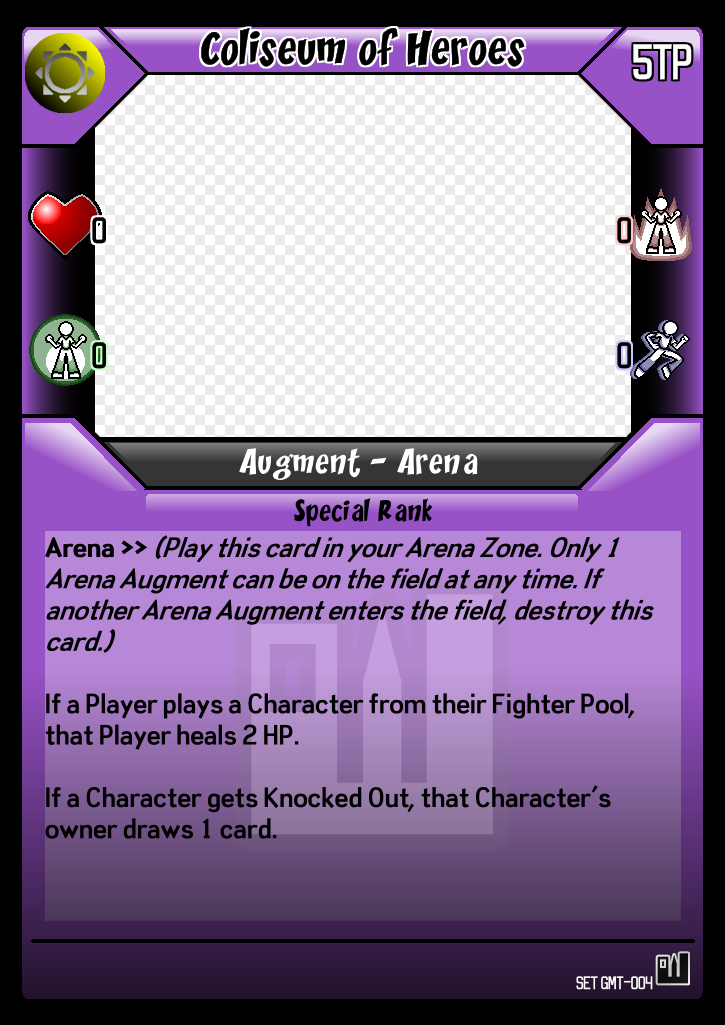 Coliseum of Heroes
5TP
0
0
0
0
Augment - Arena
Special Rank
Arena >> (Play this card in your Arena Zone. Only 1
Arena Augment can be on the field at any time. If
another Arena Augment enters the field, destroy this
card.)
If a Player plays a Character from their Fighter Pool,
that Player heals 2 HP.
If a Character gets Knocked Out, that Character's
owner draws 1 card.
SET GMT-004